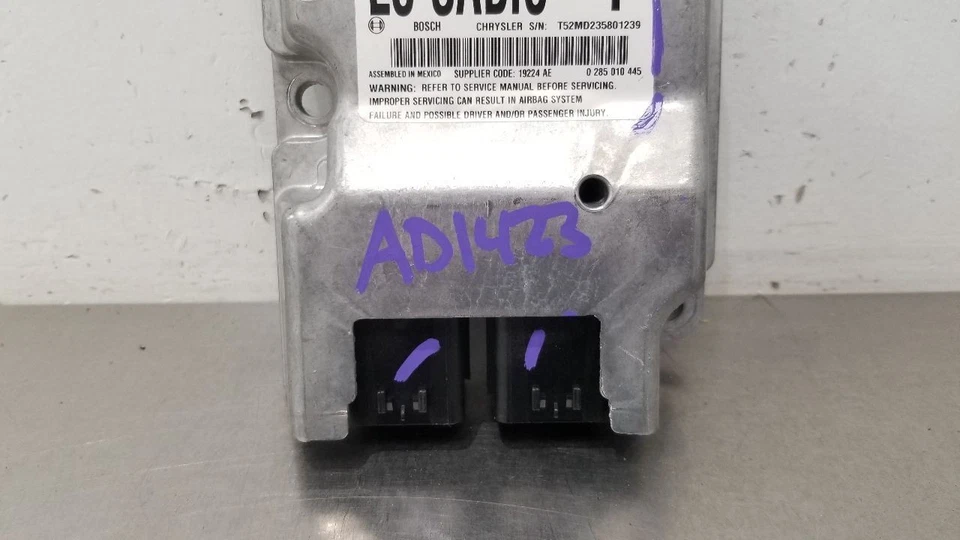 BOSCH CHRYSLER S/N: T52MD235801239
ASSEMBLED IN MEXICO SUPPLIER CODE: 19224 AE 0 285 010 445
WARNING: REFER TO SERVICE MANUAL BEFORE SERVICING.
IMPROPER SERVICING CAN RESULT IN AIRBAG SYSTEM
FAILURE AND POSSIBLE DRIVER AND/OR PASSENGER INJURY.
AD1423